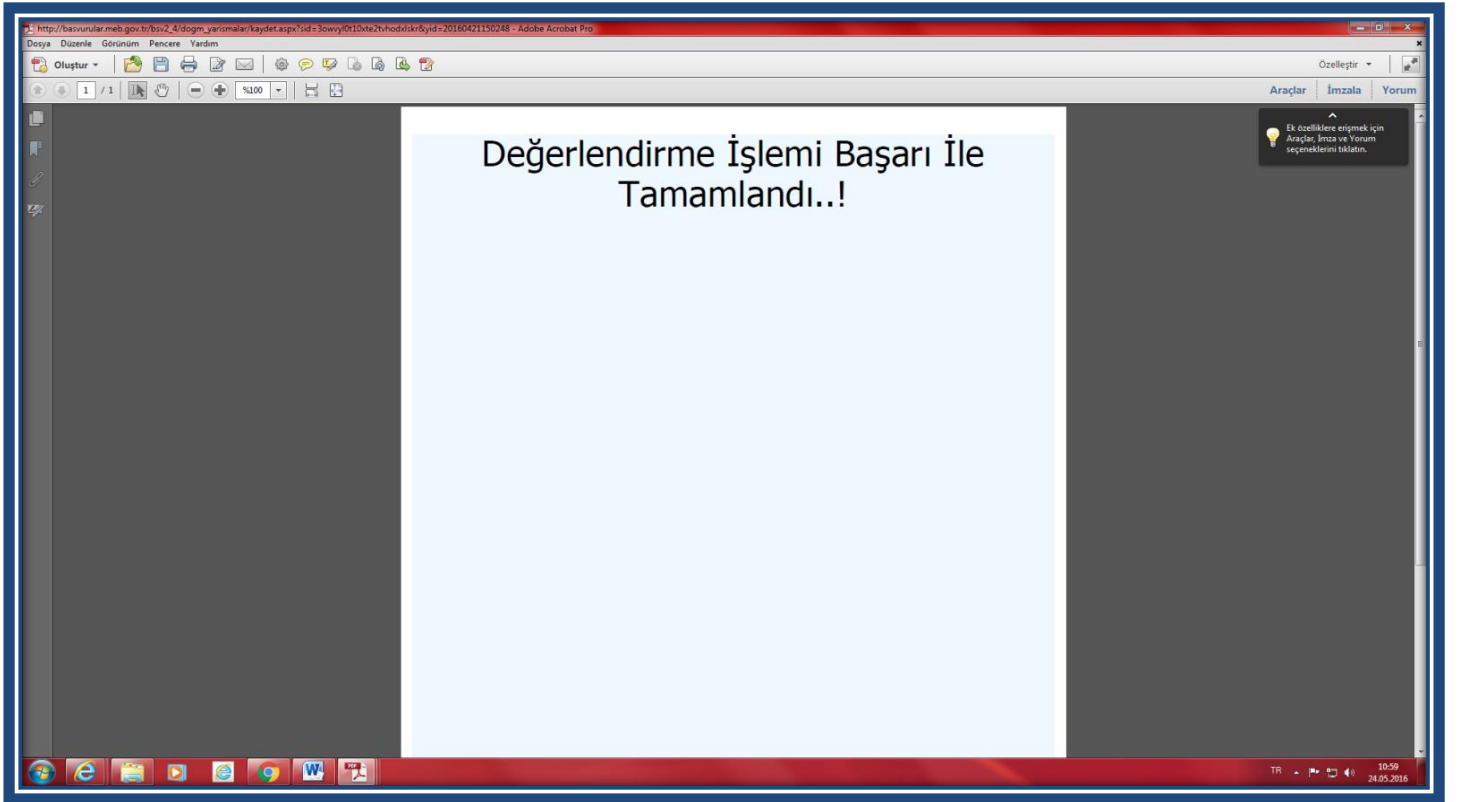 http://basvurular.meb.gov.tr/bsv2_4/dogm_yarismalar/kaydet.aspx?sid=3owvyl0t10xte2tvhodxlskr&yid=20160421150248 - Adobe Acrobat Pro
Dosya Düzenle Görünüm Pencere Yardım
Oluştur
Özelleştir
1 / 1 %100
Araçlar İmzala Yorum
Ek özelliklere erişmek için
Araçlar, İmza ve Yorum
seçeneklerini tıklatın.
Değerlendirme İşlemi Başarı İle
Tamamlandı..!
TR
10:59
24.05.2016